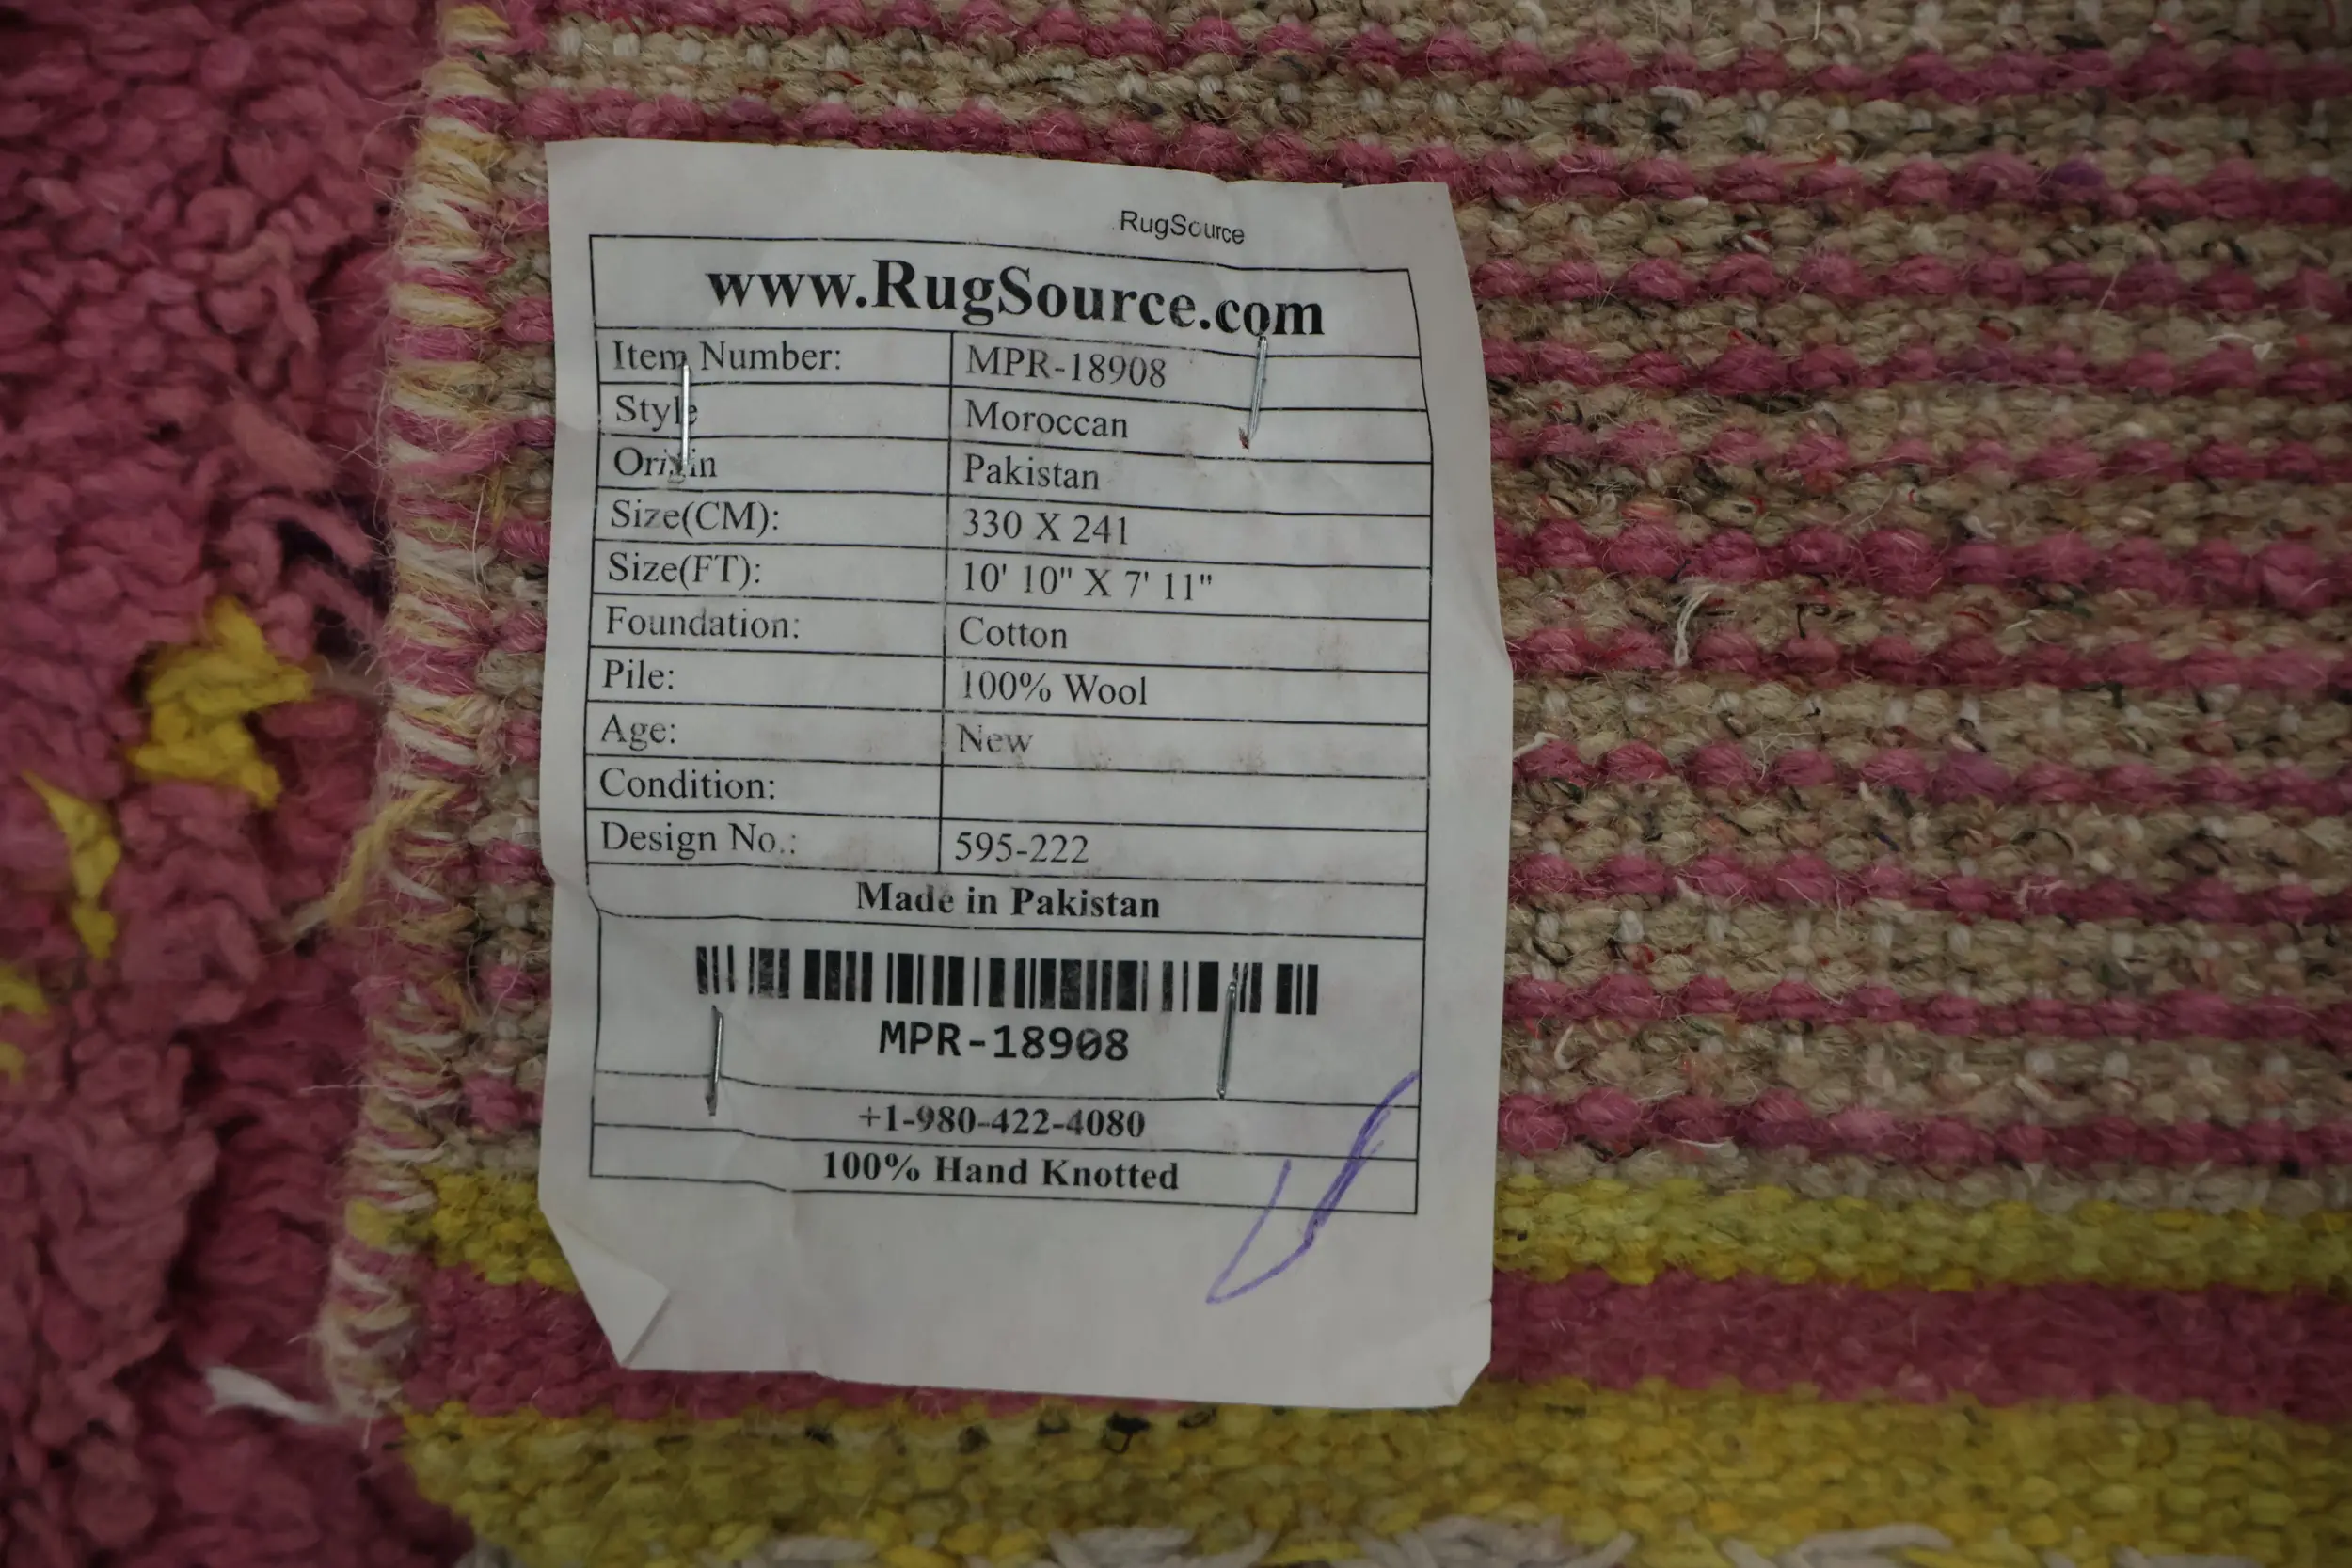 RugSource
www.RugSource.com
Item Number: MPR-18908
Style Moroccan
Origin Pakistan
Size(CM): 330 X 241
Size(FT): 10' 10" X 7' 11"
Foundation: Cotton
Pile: 100% Wool
Age: New
Condition:
Design No.: 595-222
Made in Pakistan
MPR-18908
+1-980-422-4080
100% Hand Knotted